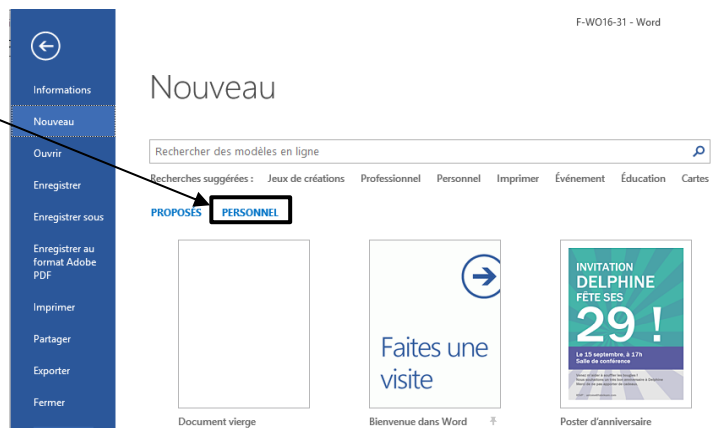 F-WO16-31 - Word
Informations
Nouveau
Ouvrir
Enregistrer
Enregistrer sous
Enregistrer au
format Adobe
PDF
Imprimer
Partager
Exporter
Fermer
Nouveau
Rechercher des modèles en ligne
Recherches suggérées : Jeux de créations Professionnel Personnel Imprimer Événement Éducation Cartes
PROPOSÉS PERSONNEL
Document vierge
Faites une
visite
Bienvenue dans Word
INVITATION
DELPHINE
FÊTE SES
29 !
Le 15 septembre, à 17h
Salle de conférence
Poster d'anniversaire